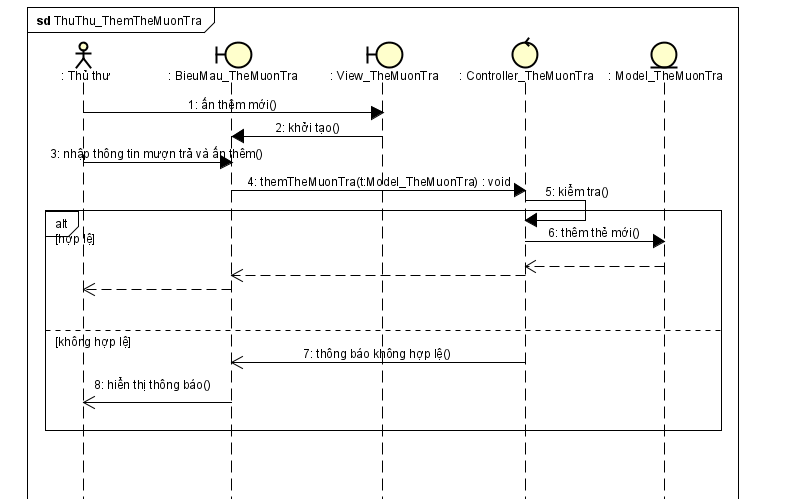 sd ThuThu_ThemTheMuonTra
: Thủ thư
: BieuMau_TheMuonTra
: View_TheMuonTra
: Controller_TheMuonTra
: Model_TheMuonTra
1: ấn thêm mới()
2: khởi tạo()
3: nhập thông tin mượn trả và ấn thêm()
4: themTheMuonTra(t:Model_TheMuonTra) : void
5: kiểm tra()
alt
[hợp lệ]
6: thêm thẻ mới()
[không hợp lệ]
7: thông báo không hợp lệ()
8: hiển thị thông báo()